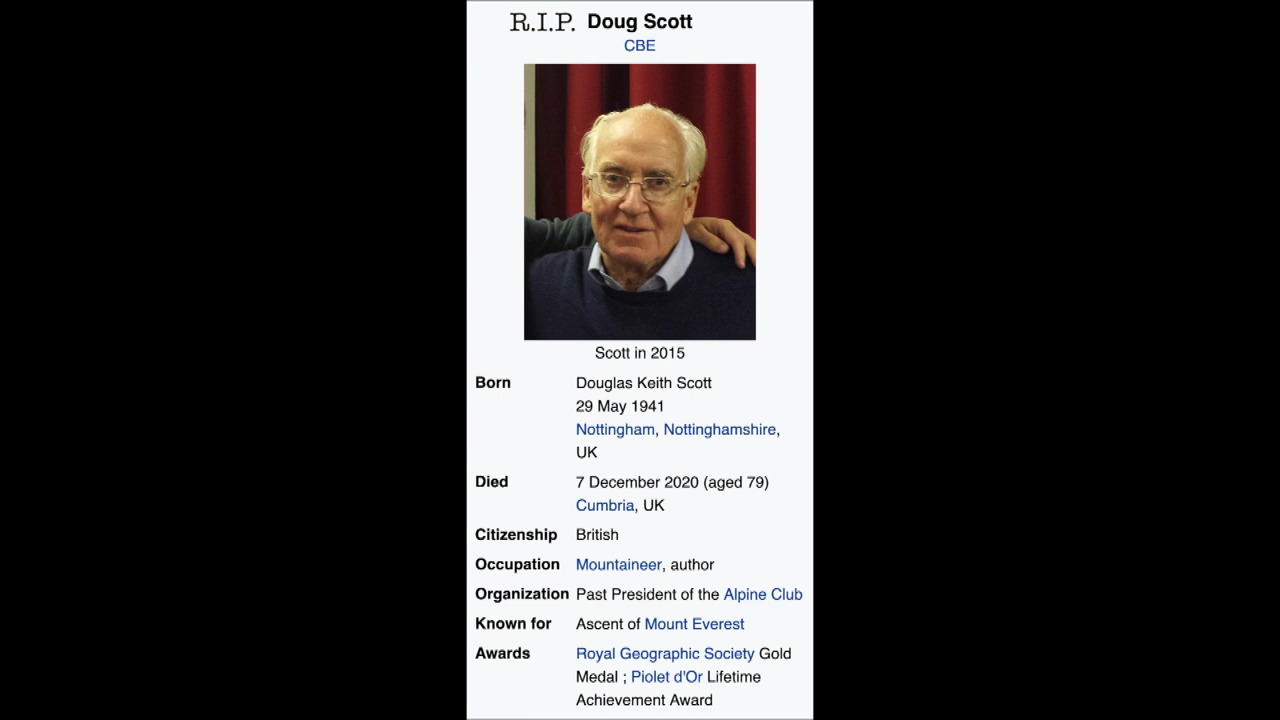 R.I.P. Doug Scott
CBE
Scott in 2015
Born Douglas Keith Scott
29 May 1941
Nottingham, Nottinghamshire,
UK
Died 7 December 2020 (aged 79)
Cumbria, UK
Citizenship British
Occupation Mountaineer, author
Organization Past President of the Alpine Club
Known for Ascent of Mount Everest
Awards Royal Geographic Society Gold
Medal ; Piolet d'Or Lifetime
Achievement Award